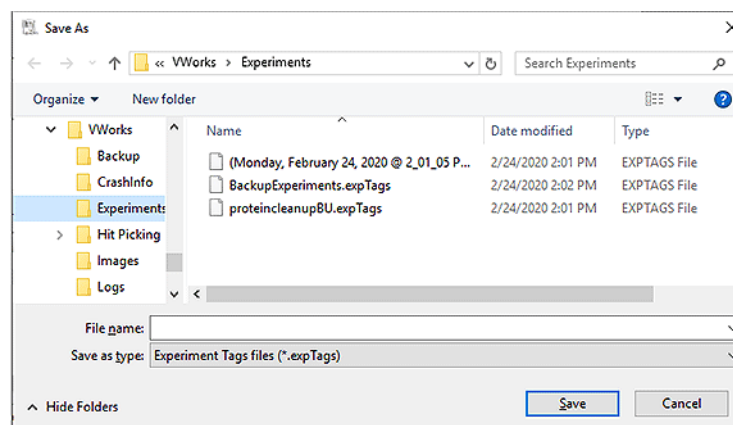 Save As
« VWorks › Experiments
Search Experiments
Organize
New folder
?
Name
Date modified
Type
VWorks
Backup
CrashInfo
Experiments
Hit Picking
Images
Logs
(Monday, February 24, 2020 @ 2_01_05 P... 2/24/2020 2:01 PM EXPTAGS File
BackupExperiments.expTags 2/24/2020 2:02 PM EXPTAGS File
proteincleanupBU.expTags 2/24/2020 2:01 PM EXPTAGS File
File name:
Save as type: Experiment Tags files (*.expTags)
Hide Folders
Save
Cancel